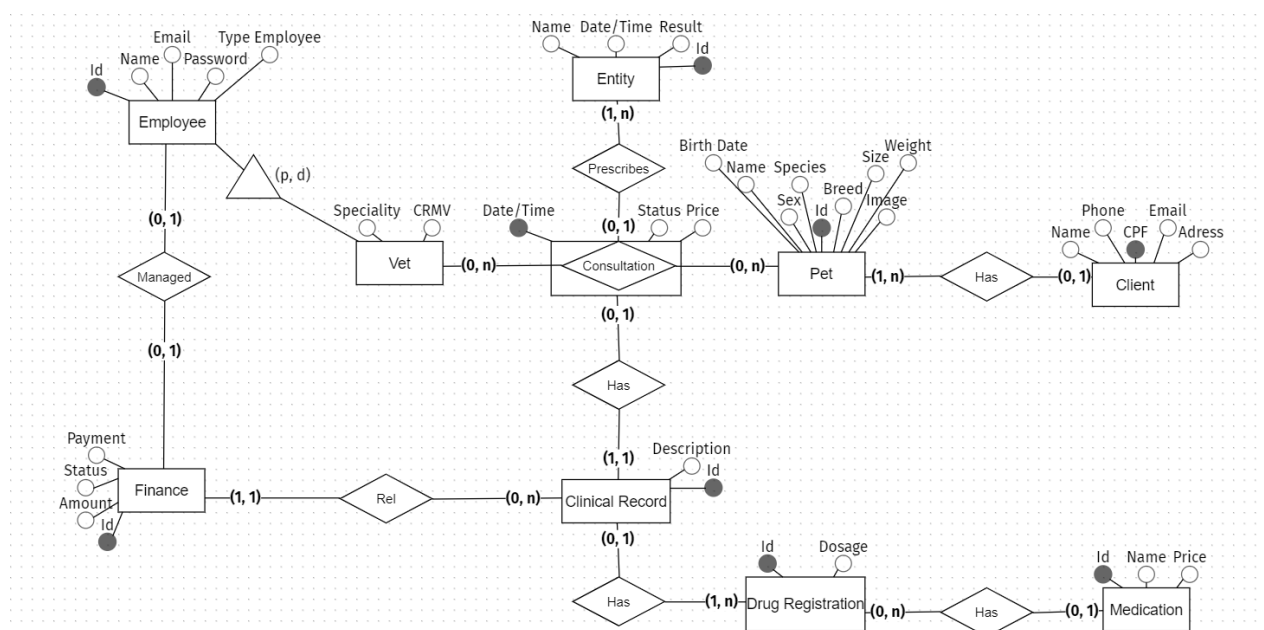 Name Date/Time Result
Id
Entity
(1, n)
Prescribes
(0, 1)
Email
Type Employee
Name
Password
Id
Employee
(p, d)
(0, 1)
Managed
(0, 1)
Speciality
CRMV
Vet
(0, n)
Date/Time
Status
Price
Consultation
(0, n)
(0, 1)
Birth Date
Name
Species
Size
Weight
Sex
Id
Breed
Image
Pet
(1, n)
Has
(0, 1)
Name
Phone
CPF
Email
Adress
Client
Has
(1, 1)
Description
Id
Clinical Record
Payment
Status
Amount
Id
Finance
(1, 1)
Rel
(0, n)
(0, 1)
Has
(1, n)
Id
Dosage
Drug Registration
(0, n)
Has
(0, 1)
Id
Name
Price
Medication